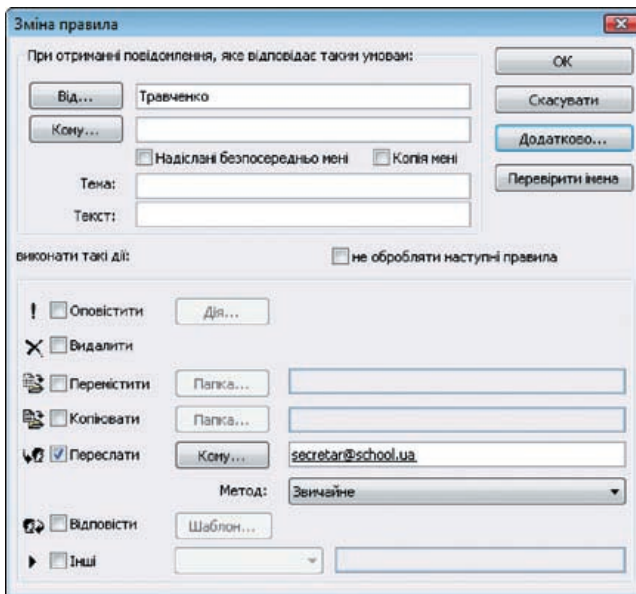 Зміна правила
При отриманні повідомлення, яке відповідає таким умовам:
Від...
Травченко
ОК
Кому...
Скасувати
Надіслані безпосередньо мені
Копія мені
Додатково...
Тема:
Перевірити імена
Текст:
виконати такі дії:
не обробляти наступні правила
Оповістити
Дія...
Видалити
Перемістити
Папка...
Копіювати
Папка...
Переслати
Кому...
secretar@school.ua
Метод:
Звичайне
Відповісти
Шаблон...
Інші